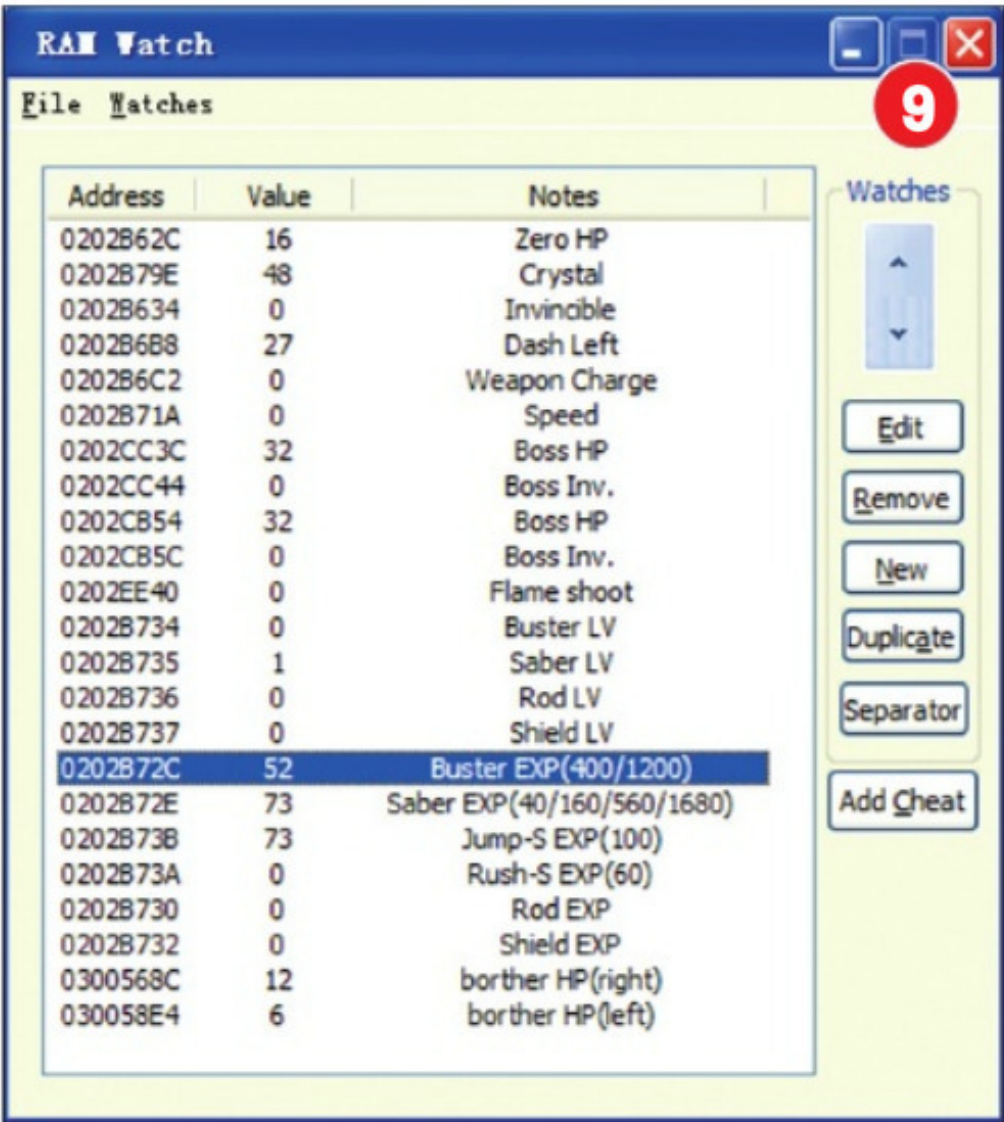 RAM Watch
9
File Watches
Address Value Notes
0202B62C 16 Zero HP
0202B79E 48 Crystal
0202B634 0 Invincible
0202B6B8 27 Dash Left
0202B6C2 0 Weapon Charge
0202B71A 0 Speed
0202CC3C 32 Boss HP
0202CC44 0 Boss Inv.
0202CB54 32 Boss HP
0202CB5C 0 Boss Inv.
0202EE40 0 Flame shoot
0202B734 0 Buster LV
0202B735 1 Saber LV
0202B736 0 Rod LV
0202B737 0 Shield LV
0202B72C 52 Buster EXP(400/1200)
0202B72E 73 Saber EXP(40/160/560/1680)
0202B73B 73 Jump-S EXP(100)
0202B73A 0 Rush-S EXP(60)
0202B730 0 Rod EXP
0202B732 0 Shield EXP
0300568C 12 borther HP(right)
030058E4 6 borther HP(left)
Watches
Edit
Remove
New
Duplicate
Separator
Add Cheat